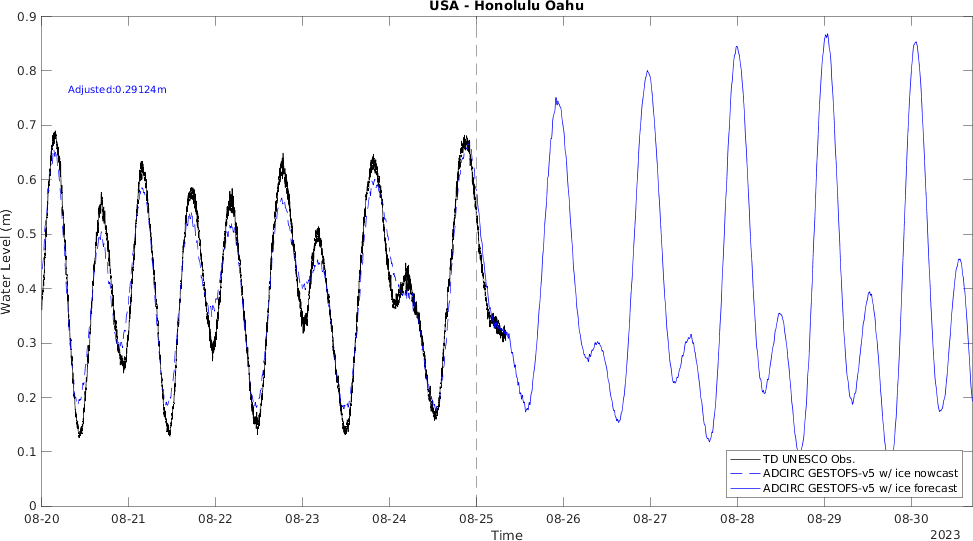 USA - Honolulu Oahu
0.9
0.8
0.7
0.6
0.5
0.4
0.3
0.2
0.1
0
Water Level (m)
Adjusted:0.29124m
TD UNESCO Obs.
ADCIRC GESTOFS-v5 w/ ice nowcast
ADCIRC GESTOFS-v5 w/ ice forecast
08-20 08-21 08-22 08-23 08-24 08-25 08-26 08-27 08-28 08-29 08-30
Time
2023